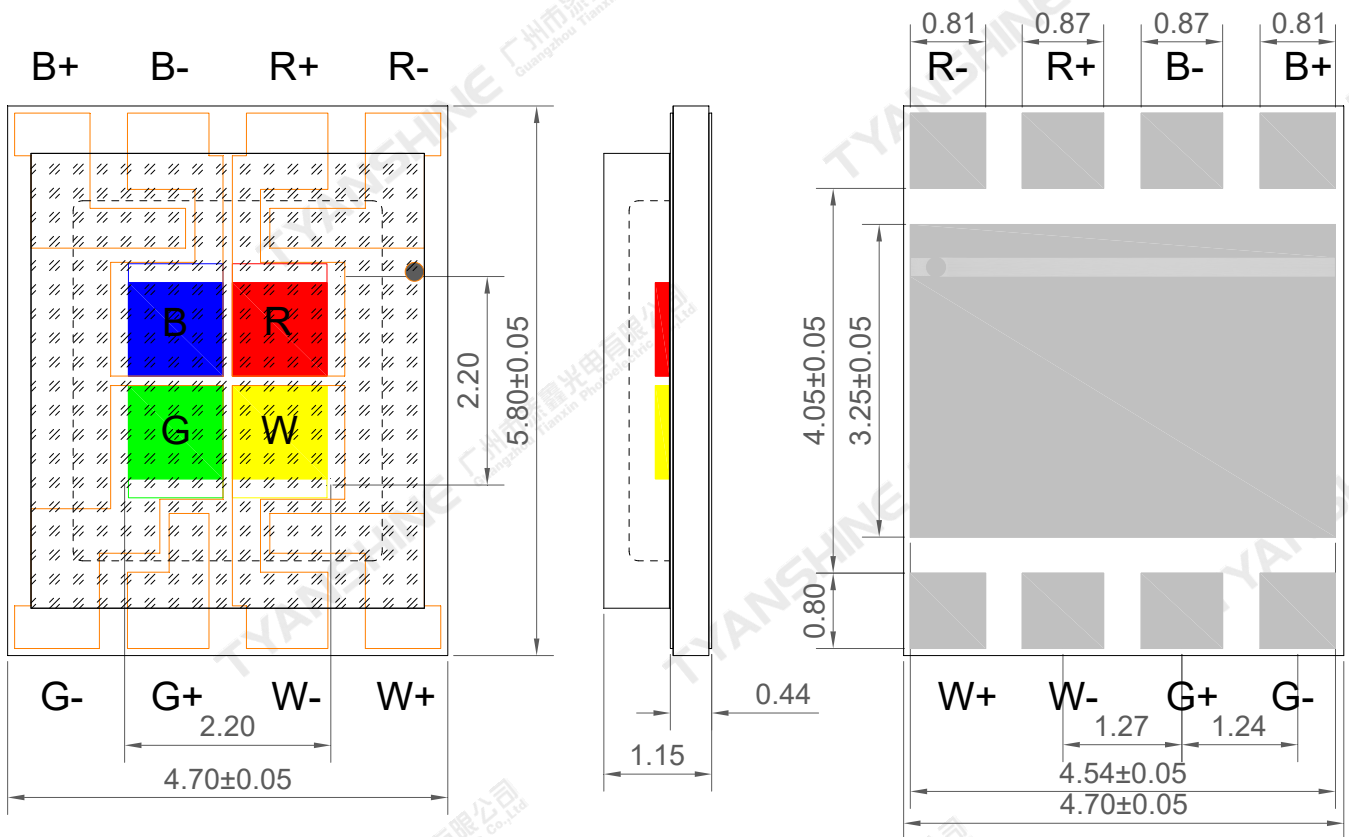 B+ B- R+ R-
B R
G W
2.20
5.80±0.05
G- G+ W- W+
2.20
4.70±0.05
0.44
1.15
0.81 0.87 0.87 0.81
R- R+ B- B+
4.05±0.05
3.25±0.05
0.80
W+ W- G+ G-
1.27 1.24
4.54±0.05
4.70±0.05
TYANSHINE
TYANSHINE
TYANSHINE
TYANSHINE